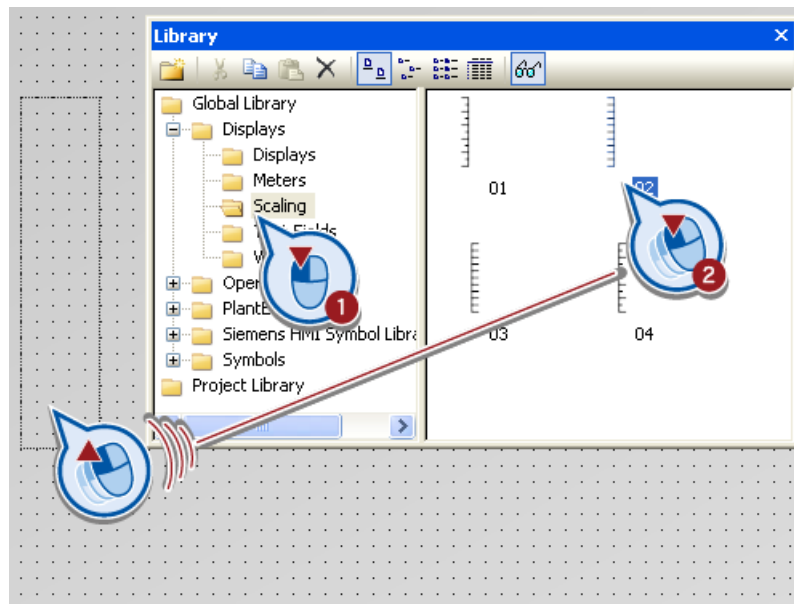 Library
Global Library
Displays
Displays
Meters
Scaling
Oper
PlantE
Siemens HMI Symbol Libra
Symbols
Project Library
01
02
03
04
1
2